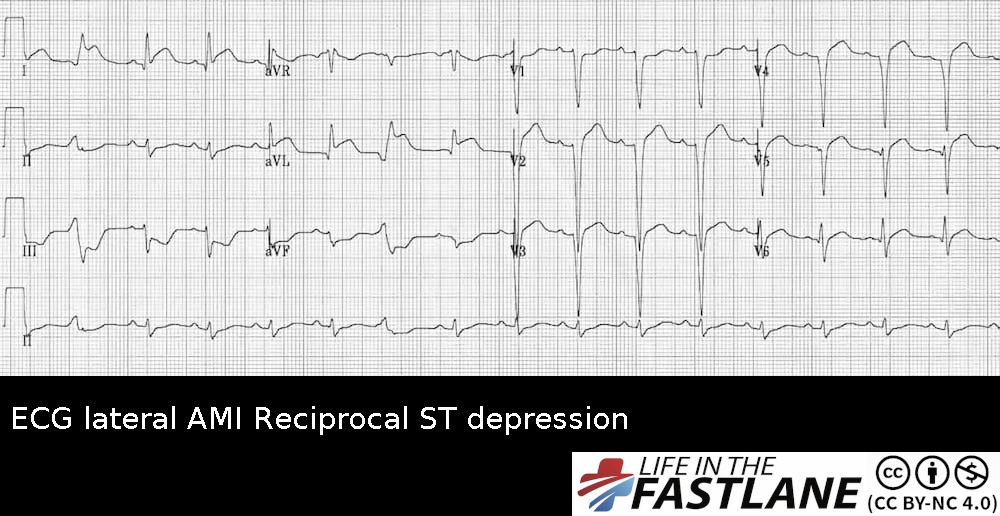 I aVR V1 V4
II aVL V2 V5
III aVF V3 V6
II
ECG lateral AMI Reciprocal ST depression
LIFE IN THE
FASTLANE
cc $
(CC BY-NC 4.0)